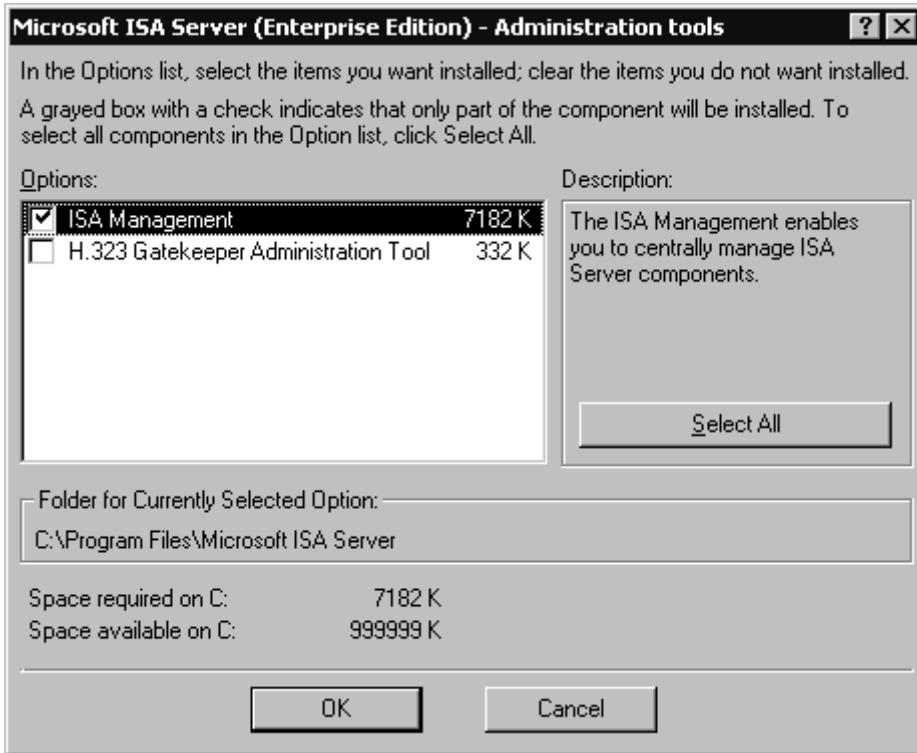 Microsoft ISA Server (Enterprise Edition) - Administration tools
In the Options list, select the items you want installed; clear the items you do not want installed.
A grayed box with a check indicates that only part of the component will be installed. To
select all components in the Option list, click Select All.
Options:
ISA Management 7182 K
H.323 Gatekeeper Administration Tool 332 K
Description:
The ISA Management enables
you to centrally manage ISA
Server components.
Select All
Folder for Currently Selected Option:
C:\Program Files\Microsoft ISA Server
Space required on C: 7182 K
Space available on C: 999999 K
OK Cancel